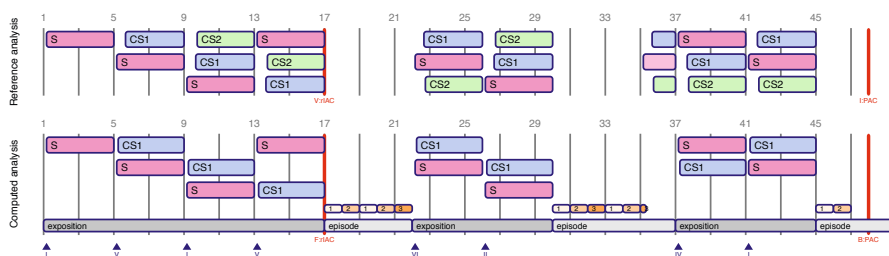 1 5 9 13 17 21 25 29 33 37 41 45
Reference analysis
S CS1 CS2 S CS1 CS2 S CS1
S CS1 CS2 S CS1 CS1 S
S CS1 CS2 S CS2 CS2
V:rIAC I:PAC
1 5 9 13 17 21 25 29 33 37 41 45
Computed analysis
S CS1 S CS1 S CS1
S CS1 S CS1 CS1 S
S CS1 S
1 2 1 2 3 1 2 3 1 2 1 2
exposition episode exposition episode exposition episode
F:rIAC B:PAC
I V I V VI II IV I